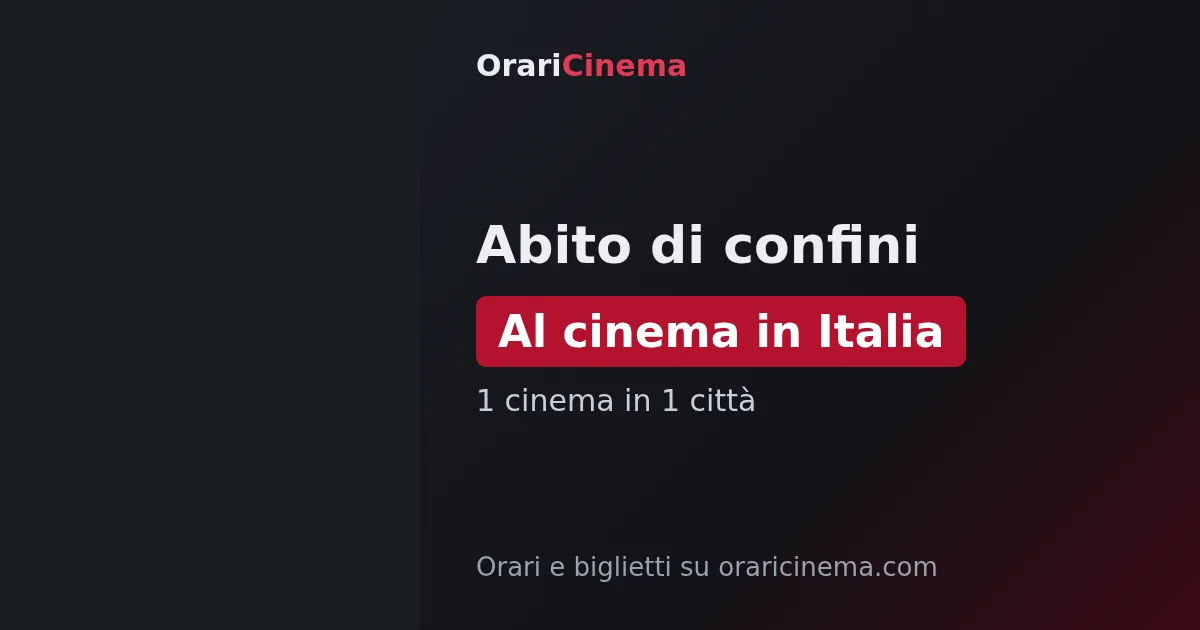 OrariCinema
Abito di confini
Al cinema in Italia
1 cinema in 1 città
Orari e biglietti su oraricinema.com